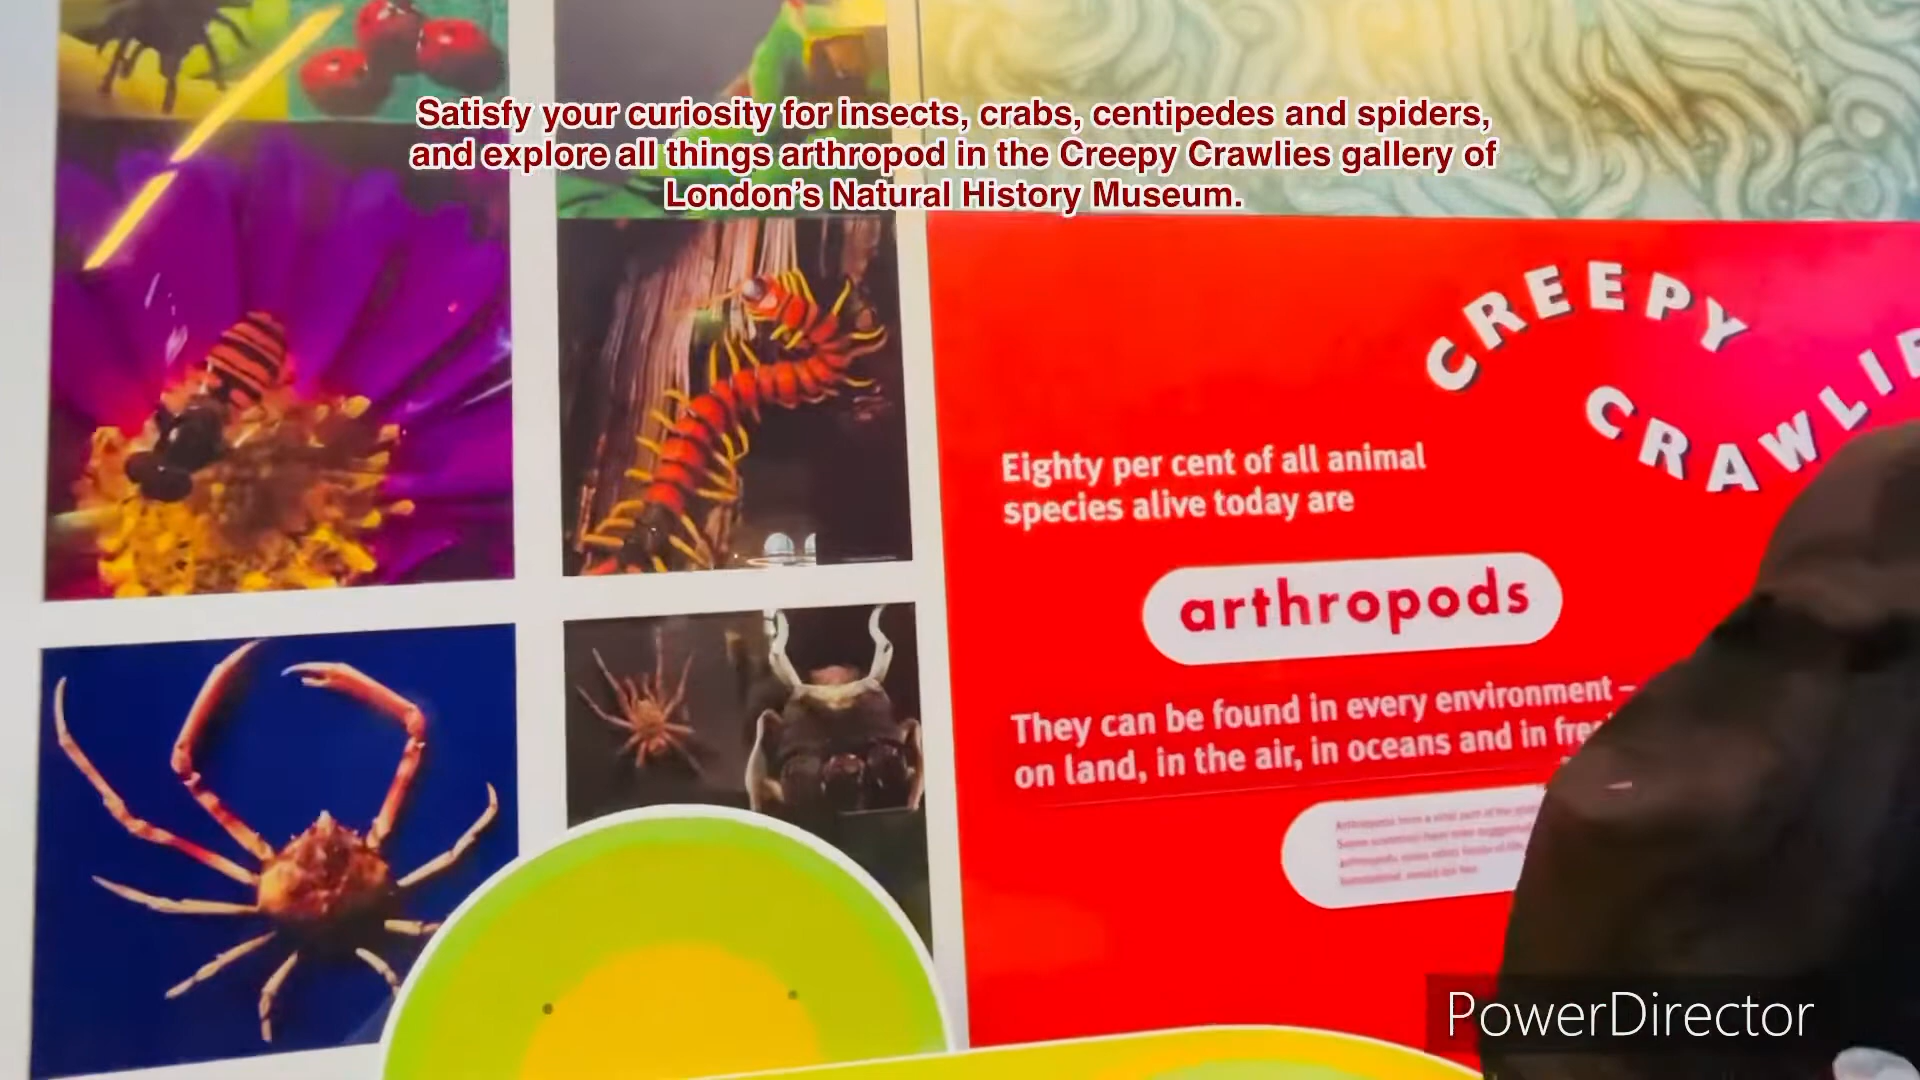 Satisfy your curiosity for insects, crabs, centipedes and spiders,
and explore all things arthropod in the Creepy Crawlies gallery of
London’s Natural History Museum.
CREEPY
CRAWLIE
Eighty per cent of all animal
species alive today are
arthropods
They can be found in every environment –
on land, in the air, in oceans and in
PowerDirector